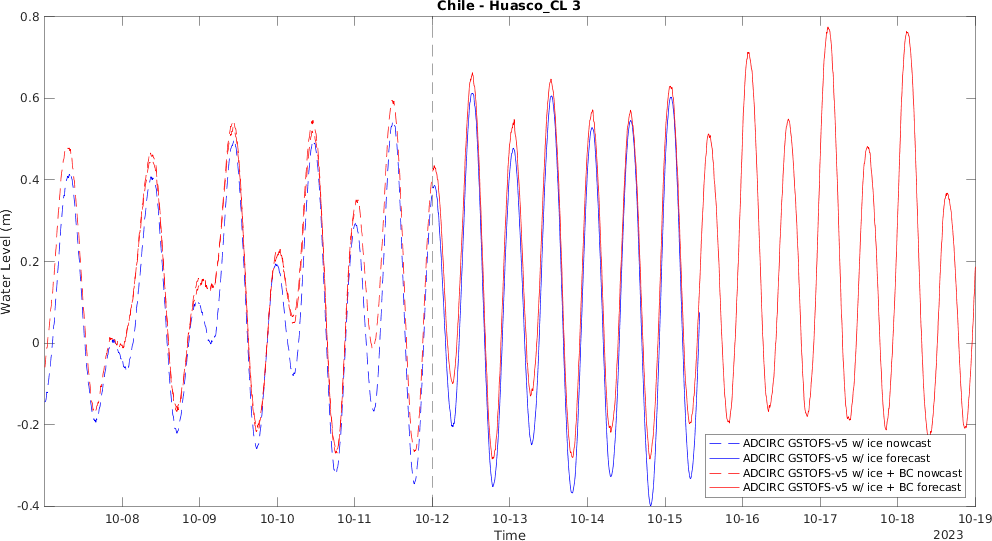 Chile - Huasco_CL 3
0.8
0.6
0.4
0.2
0
-0.2
-0.4
Water Level (m)
ADCIRC GSTOFS-v5 w/ ice nowcast
ADCIRC GSTOFS-v5 w/ ice forecast
ADCIRC GSTOFS-v5 w/ ice + BC nowcast
ADCIRC GSTOFS-v5 w/ ice + BC forecast
10-08 10-09 10-10 10-11 10-12 10-13 10-14 10-15 10-16 10-17 10-18 10-19
Time
2023